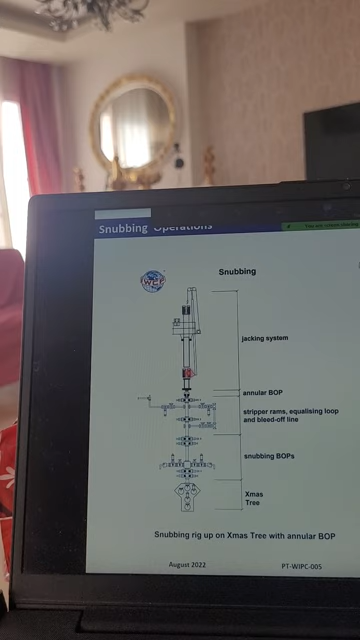 Snubbing Operations
Snubbing
IWCF
jacking system
annular BOP
stripper rams, equalising loop
and bleed-off line
snubbing BOPs
Xmas
Tree
Snubbing rig up on Xmas Tree with annular BOP
August 2022
PT-WIPC-005